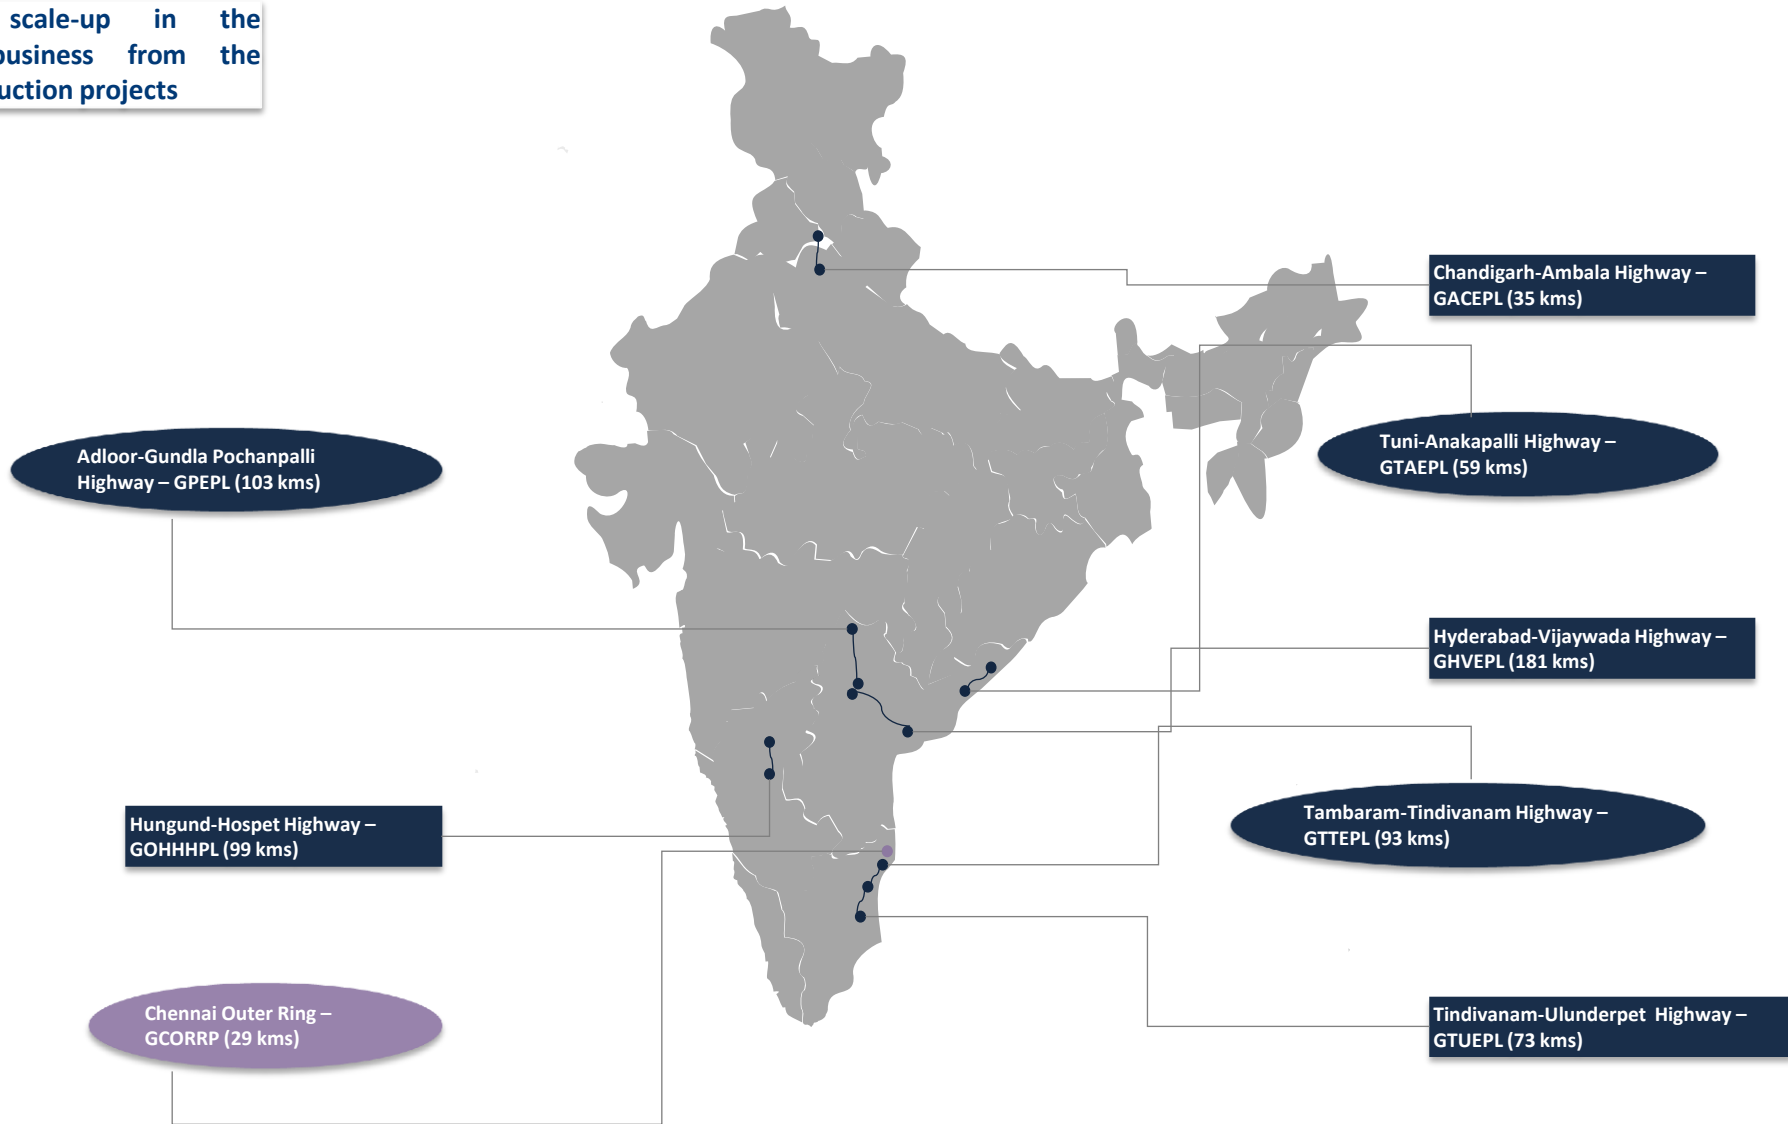 scale-up in the
business from the
projects
Chandigarh-Ambala Highway –
GACEPL (35 kms)
Adloor-Gundla Pochanpalli
Highway – GPEPL (103 kms)
Tuni-Anakapalli Highway –
GTAEPL (59 kms)
Hyderabad-Vijaywada Highway –
GHVEPL (181 kms)
Hungund-Hospet Highway –
GOHHHPL (99 kms)
Tambaram-Tindivanam Highway –
GTTEPL (93 kms)
Chennai Outer Ring –
GCORRP (29 kms)
Tindivanam-Ulunderpet Highway –
GTUEPL (73 kms)